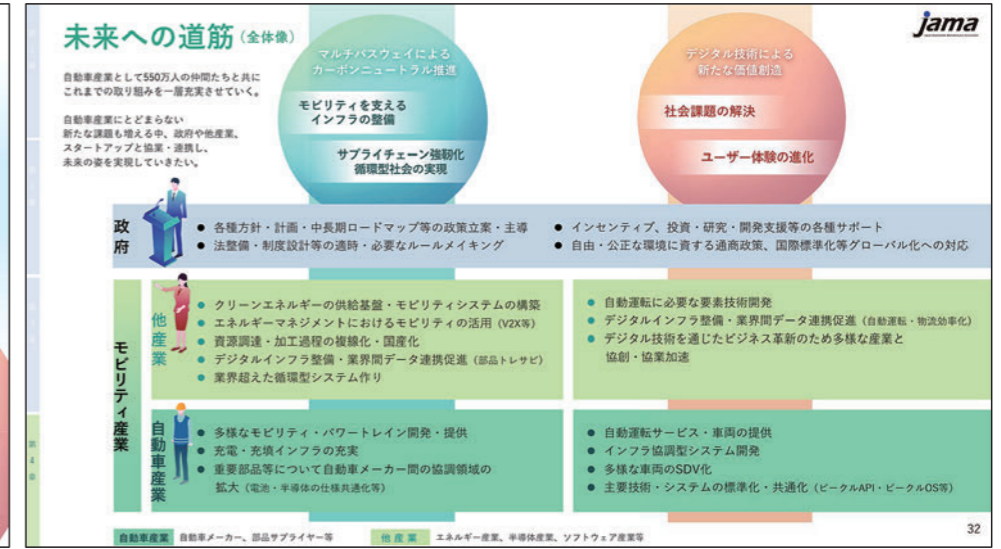 未来への道筋（全体像）
jama
自動車産業として550万人の仲間たちと共に
これまでの取り組みを一層充実させていく。
自動車産業にとどまらない
新たな課題も増える中、政府や他産業、
スタートアップと協業・連携し、
未来の姿を実現していきたい。
マルチパスウェイによる
カーボンニュートラル推進
モビリティを支える
インフラの整備
サプライチェーン強靭化
循環型社会の実現
デジタル技術による
新たな価値創造
社会課題の解決
ユーザー体験の進化
政府
● 各種方針・計画・中長期ロードマップ等の政策立案・主導
● 法整備・制度設計等の適時・必要なルールメイキング
● インセンティブ、投資・研究・開発支援等の各種サポート
● 自由・公正な環境に資する通商政策、国際標準化等グローバル化への対応
モビリティ産業
他産業
● クリーンエネルギーの供給基盤・モビリティシステムの構築
● エネルギーマネジメントにおけるモビリティの活用（V2X等）
● 資源調達・加工過程の複線化・国産化
● デジタルインフラ整備・業界間データ連携促進（部品トレサビ）
● 業界超えた循環型システム作り
● 自動運転に必要な要素技術開発
● デジタルインフラ整備・業界間データ連携促進（自動運転・物流効率化）
● デジタル技術を通じたビジネス革新のため多様な産業と
協創・協業加速
自動車産業
● 多様なモビリティ・パワートレイン開発・提供
● 充電・充填インフラの充実
● 重要部品等について自動車メーカー間の協調領域の
拡大（電池・半導体の仕様共通化等）
● 自動運転サービス・車両の提供
● インフラ協調型システム開発
● 多様な車両のSDV化
● 主要技術・システムの標準化・共通化（ビークルAPI・ビークルOS等）
自動車産業 自動車メーカー、部品サプライヤー等
他産業 エネルギー産業、半導体産業、ソフトウェア産業等
32